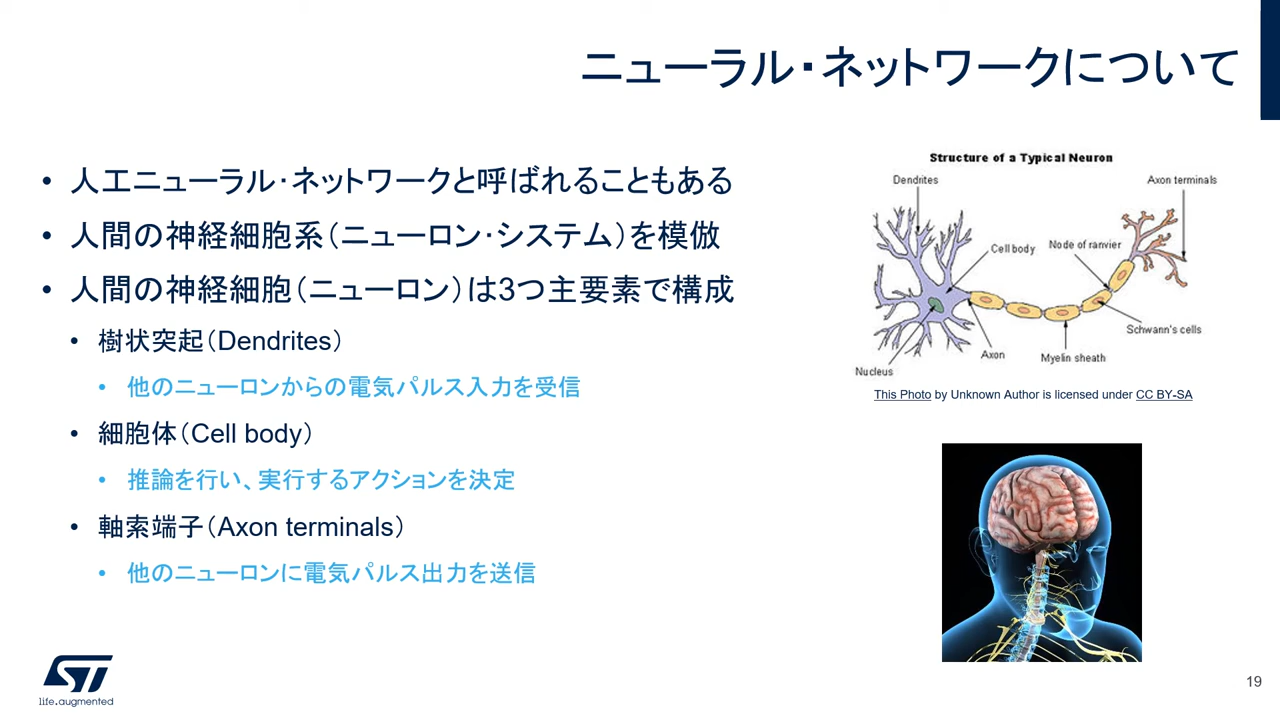 ニューラル・ネットワークについて
• 人工ニューラル・ネットワークと呼ばれることもある
• 人間の神経細胞系（ニューロン・システム）を模倣
• 人間の神経細胞（ニューロン）は3つ主要素で構成
• 樹状突起（Dendrites）
• 他のニューロンからの電気パルス入力を受信
• 細胞体（Cell body）
• 推論を行い、実行するアクションを決定
• 軸索端子（Axon terminals）
• 他のニューロンに電気パルス出力を送信
Structure of a Typical Neuron
Dendrites
Axon terminals
Cell body
Node of ranvier
Schwann's cells
Axon
Myelin sheath
Nucleus
This Photo by Unknown Author is licensed under CC BY-SA
ST
life.augmented
19